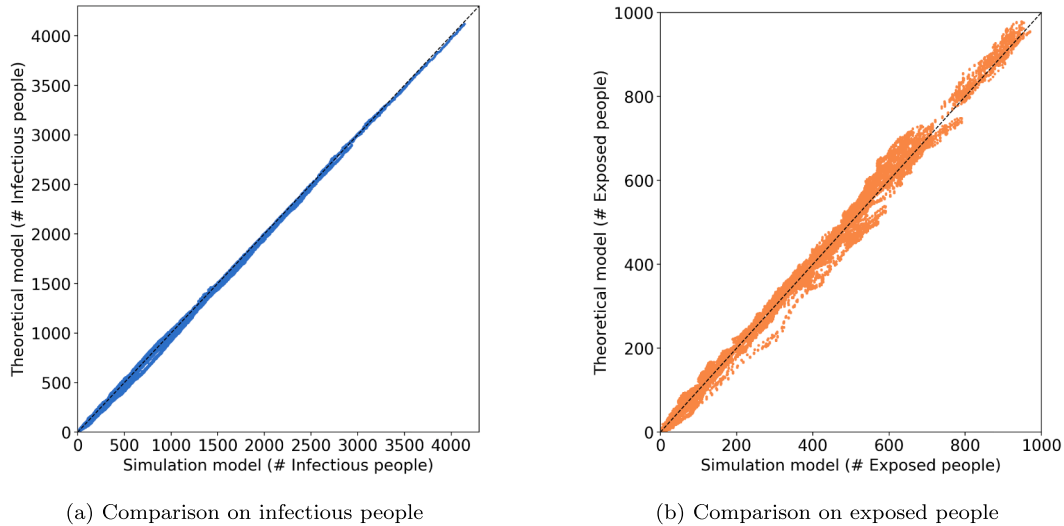 4000
3500
3000
2500
2000
1500
1000
500
0
Theoretical model (# Infectious people)
0 500 1000 1500 2000 2500 3000 3500 4000
Simulation model (# Infectious people)
(a) Comparison on infectious people
1000
800
600
400
200
0
Theoretical model (# Exposed people)
0 200 400 600 800 1000
Simulation model (# Exposed people)
(b) Comparison on exposed people